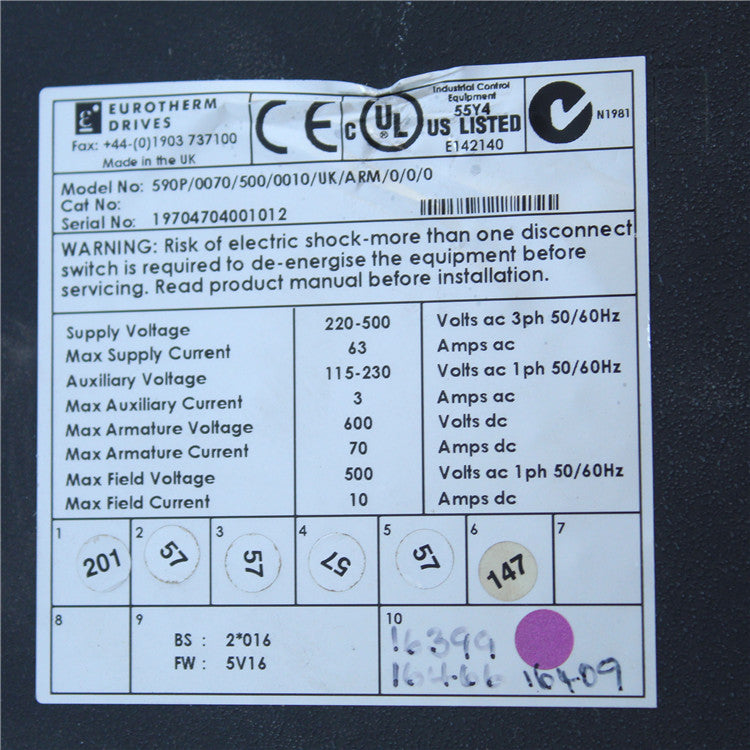 EUROTHERM
DRIVES
Fax: +44-(0)1903 737100
Made in the UK
CE
C UL US LISTED
®
Industrial Control
Equipment
55Y4
E142140
N1981
Model No: 590P/0070/500/0010/UK/ARM/0/0/0
Cat No:
Serial No: 19704704001012
WARNING: Risk of electric shock-more than one disconnect
switch is required to de-energise the equipment before
servicing. Read product manual before installation.
Supply Voltage 220-500 Volts ac 3ph 50/60Hz
Max Supply Current 63 Amps ac
Auxiliary Voltage 115-230 Volts ac 1ph 50/60Hz
Max Auxiliary Current 3 Amps ac
Max Armature Voltage 600 Volts dc
Max Armature Current 70 Amps dc
Max Field Voltage 500 Volts ac 1ph 50/60Hz
Max Field Current 10 Amps dc
1 201 2 57 3 57 4 57 5 57 6 147 7
8 9 10
BS : 2*016
FW : 5V16
16399
16466 16409